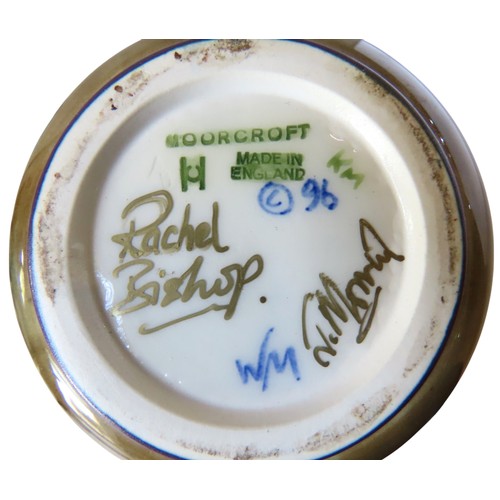 MOORCROFT
MADE IN
ENGLAND
KM
© 96
Rachel
Bishop.
WM